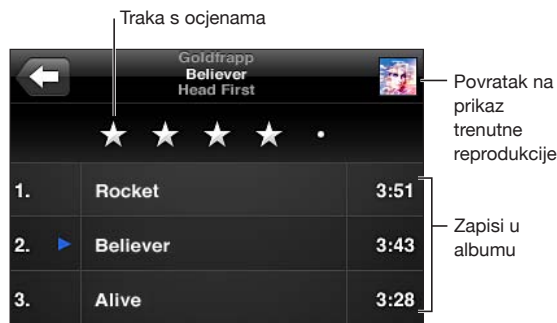 Traka s ocjenama
Goldfrapp
Believer
Head First
Povratak na
prikaz
trenutne
reprodukcije
1. Rocket 3:51
2. Believer 3:43
3. Alive 3:28
Zapisi u
albumu